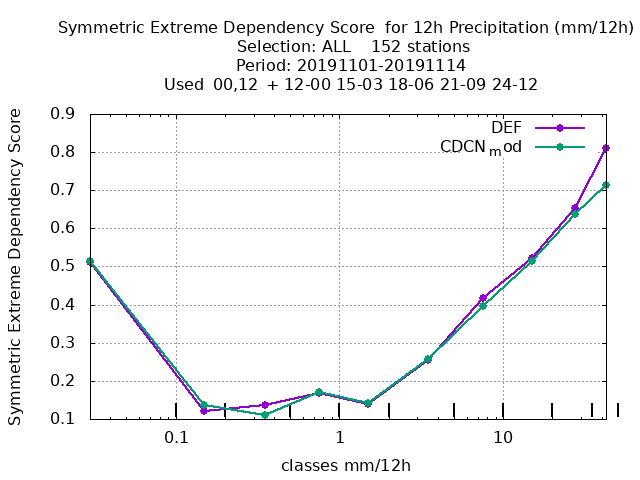 Symmetric Extreme Dependency Score  for 12h Precipitation (mm/12h)
Selection: ALL    152 stations
Period: 20191101-20191114
Used  00,12  + 12-00 15-03 18-06 21-09 24-12
DEF
CDCNmod
Symmetric Extreme Dependency Score
0.9
0.8
0.7
0.6
0.5
0.4
0.3
0.2
0.1
0.1 1 10
classes mm/12h